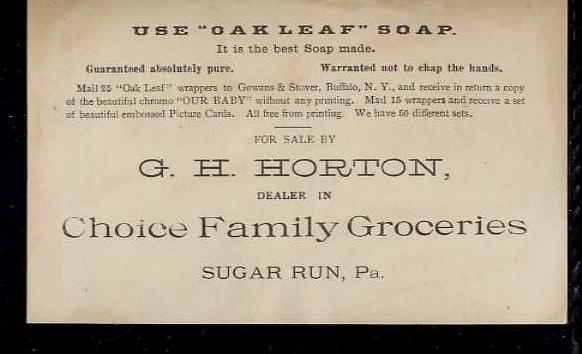 USE "OAK LEAF" SOAP.
It is the best Soap made.
Guaranteed absolutely pure. Warranted not to chap the hands.
Mail 25 "Oak Leaf" wrappers to Gowans & Stover, Buffalo, N. Y., and receive in return a copy
of the beautiful chromo "OUR BABY" without any printing. Mail 15 wrappers and receive a set
of beautiful embossed Picture Cards. All free from printing. We have 50 different sets.
FOR SALE BY
G. H. HORTON,
DEALER IN
Choice Family Groceries
SUGAR RUN, Pa.